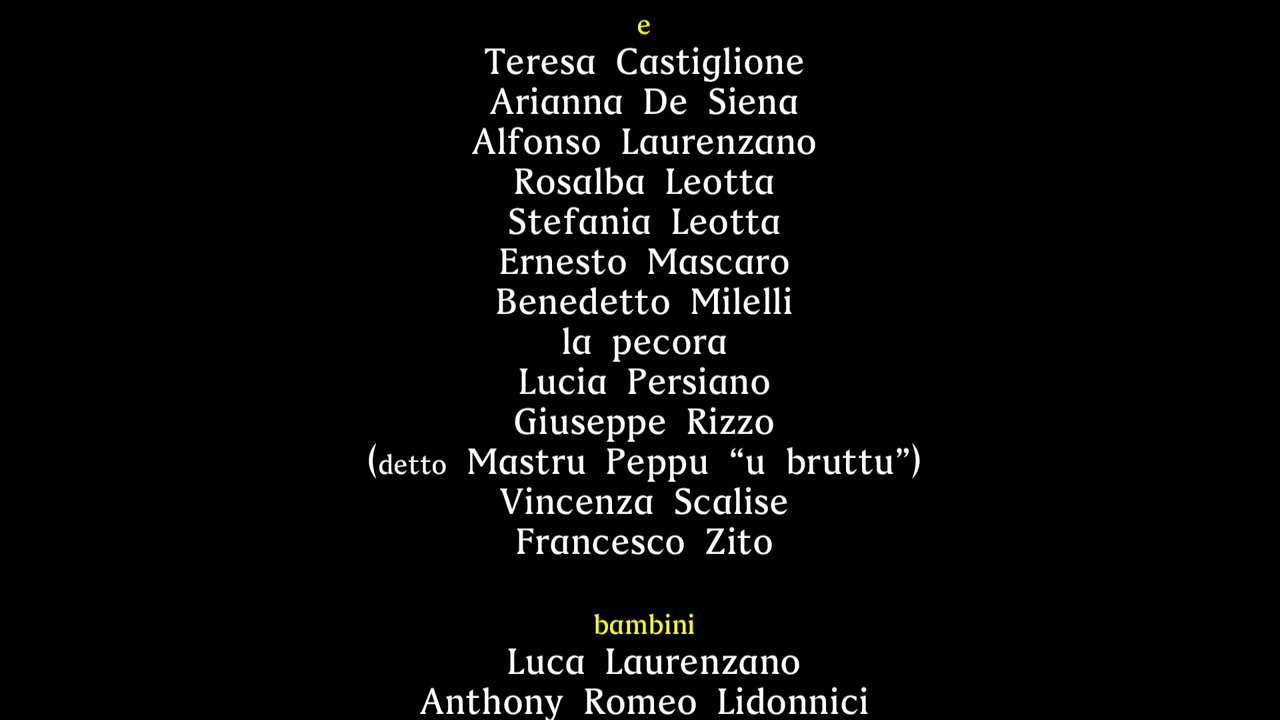 e
Teresa Castiglione
Arianna De Siena
Alfonso Laurenzano
Rosalba Leotta
Stefania Leotta
Ernesto Mascaro
Benedetto Milelli
la pecora
Lucia Persiano
Giuseppe Rizzo
(detto Mastru Peppu “u bruttu”)
Vincenza Scalise
Francesco Zito
bambini
Luca Laurenzano
Anthony Romeo Lidonnici